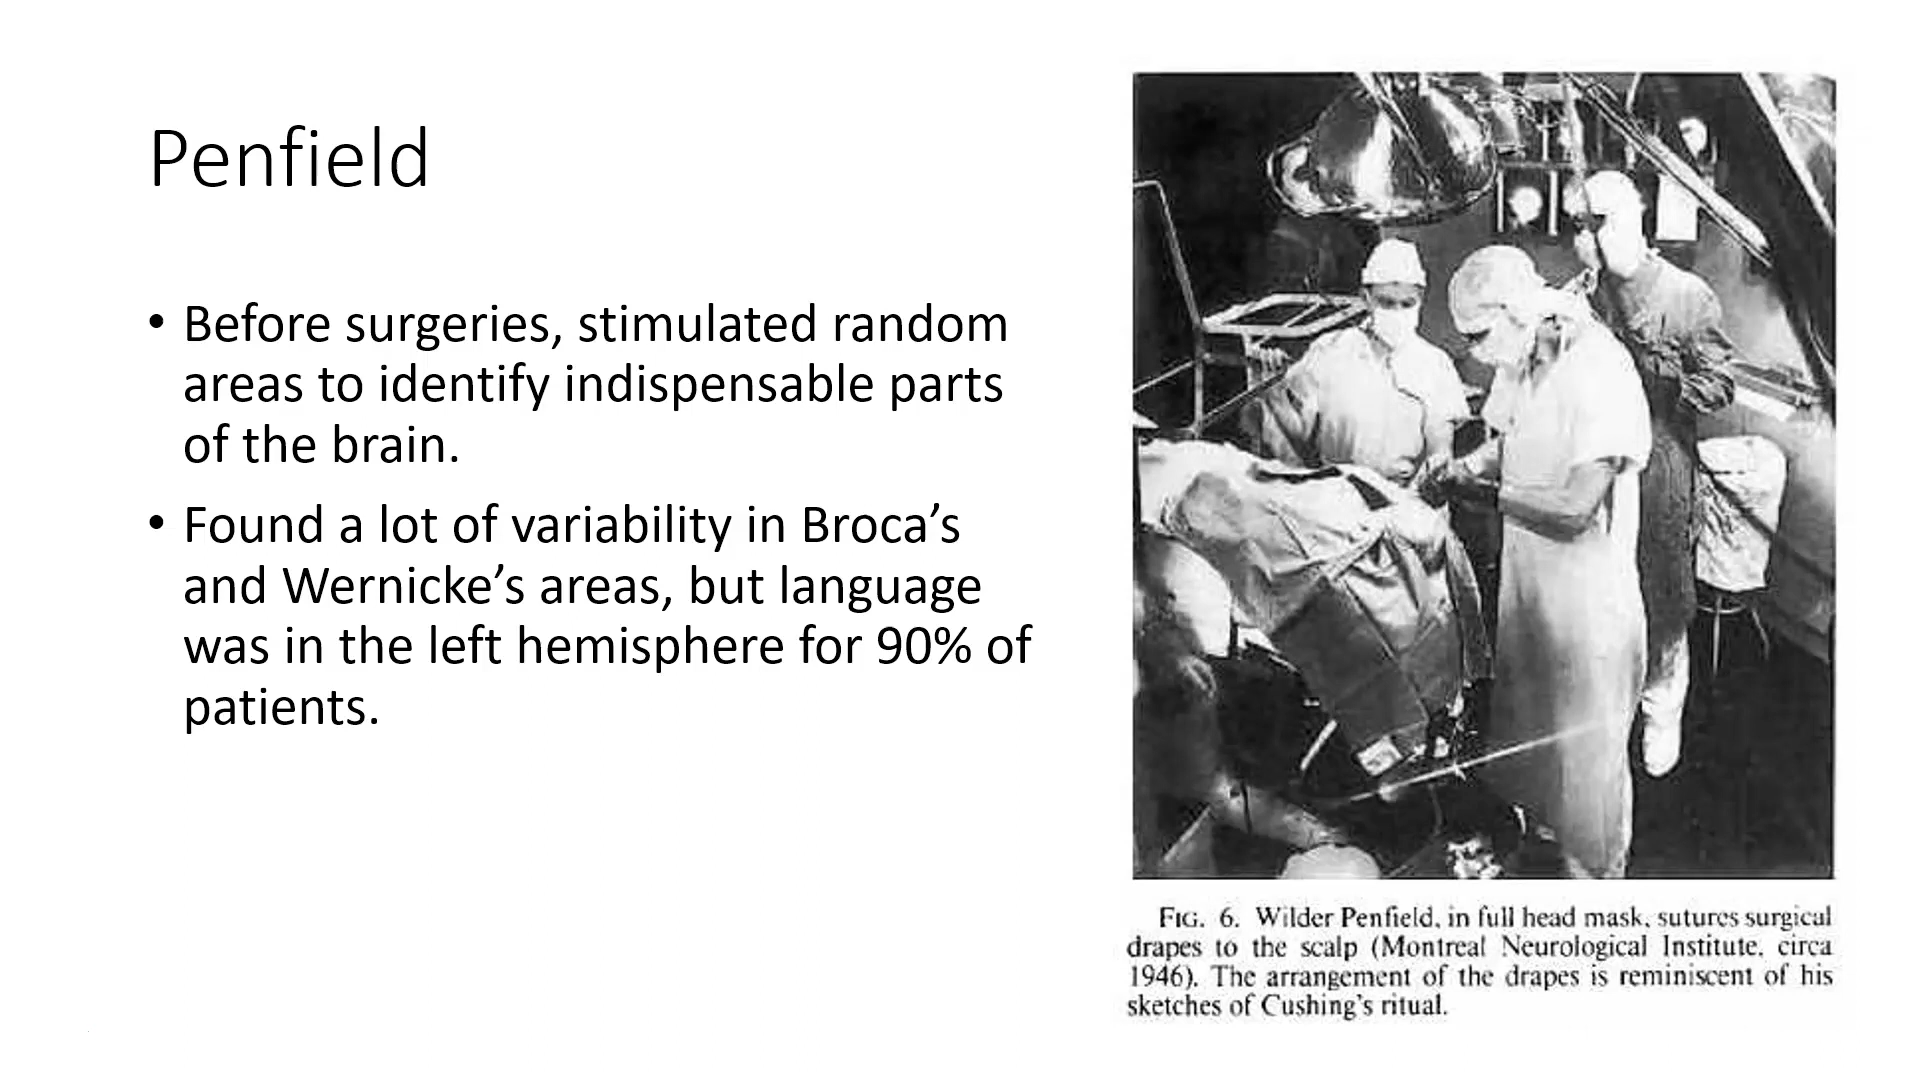 Penfield
• Before surgeries, stimulated random
areas to identify indispensable parts
of the brain.
• Found a lot of variability in Broca’s
and Wernicke’s areas, but language
was in the left hemisphere for 90% of
patients.
FIG. 6. Wilder Penfield, in full head mask, sutures surgical
drapes to the scalp (Montreal Neurological Institute, circa
1946). The arrangement of the drapes is reminiscent of his
sketches of Cushing's ritual.